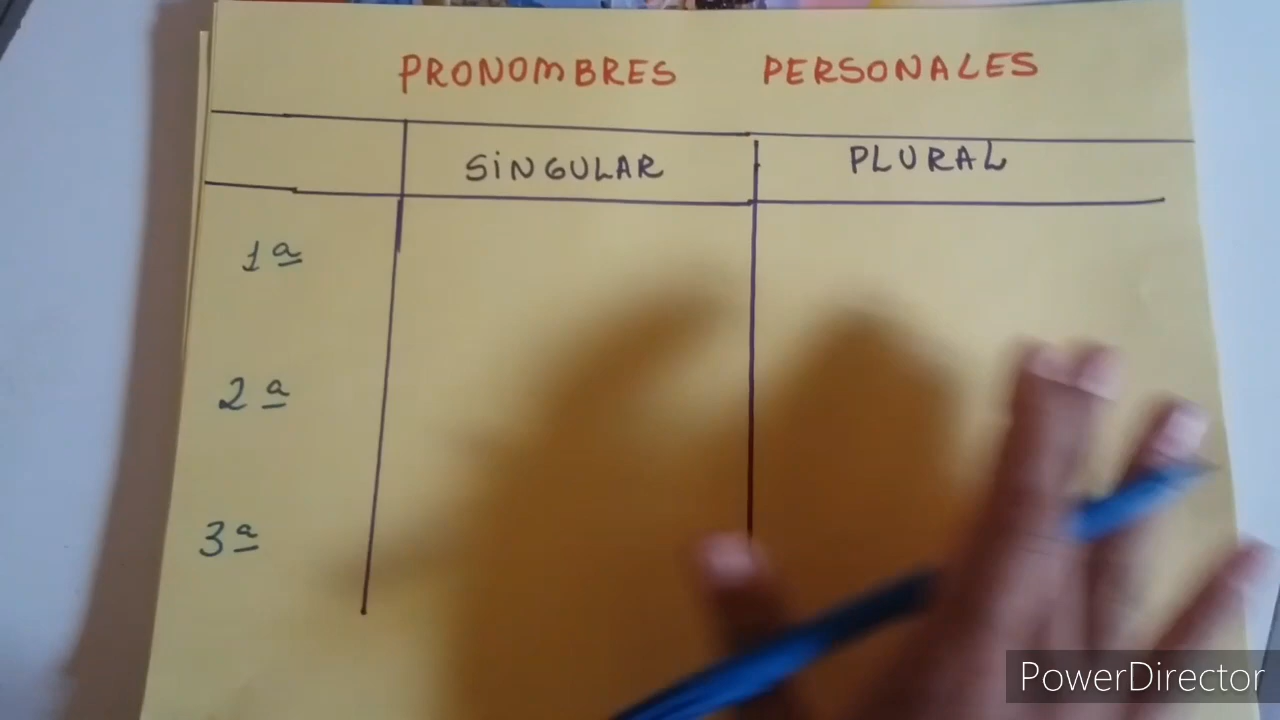 PRONOMBRES PERSONALES
SiNGULAR PLURAL
1ª
2ª
3ª
PowerDirector